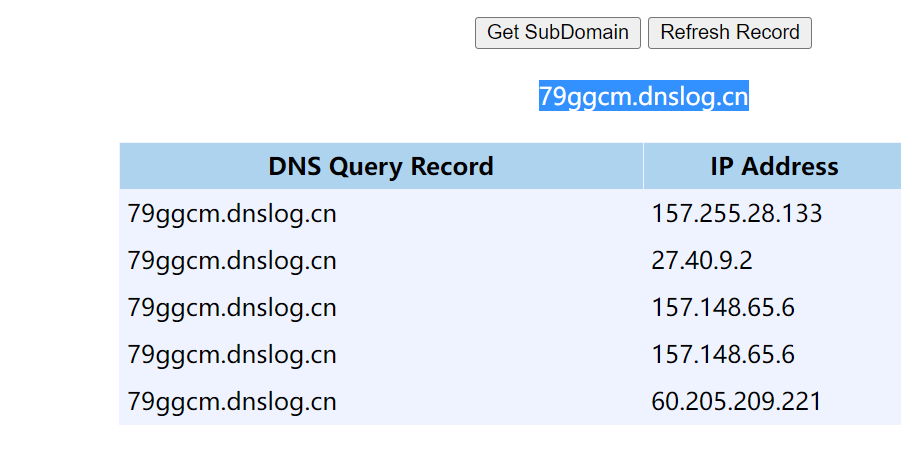 Get SubDomain Refresh Record
79ggcm.dnslog.cn
DNS Query Record IP Address
79ggcm.dnslog.cn 157.255.28.133
79ggcm.dnslog.cn 27.40.9.2
79ggcm.dnslog.cn 157.148.65.6
79ggcm.dnslog.cn 157.148.65.6
79ggcm.dnslog.cn 60.205.209.221